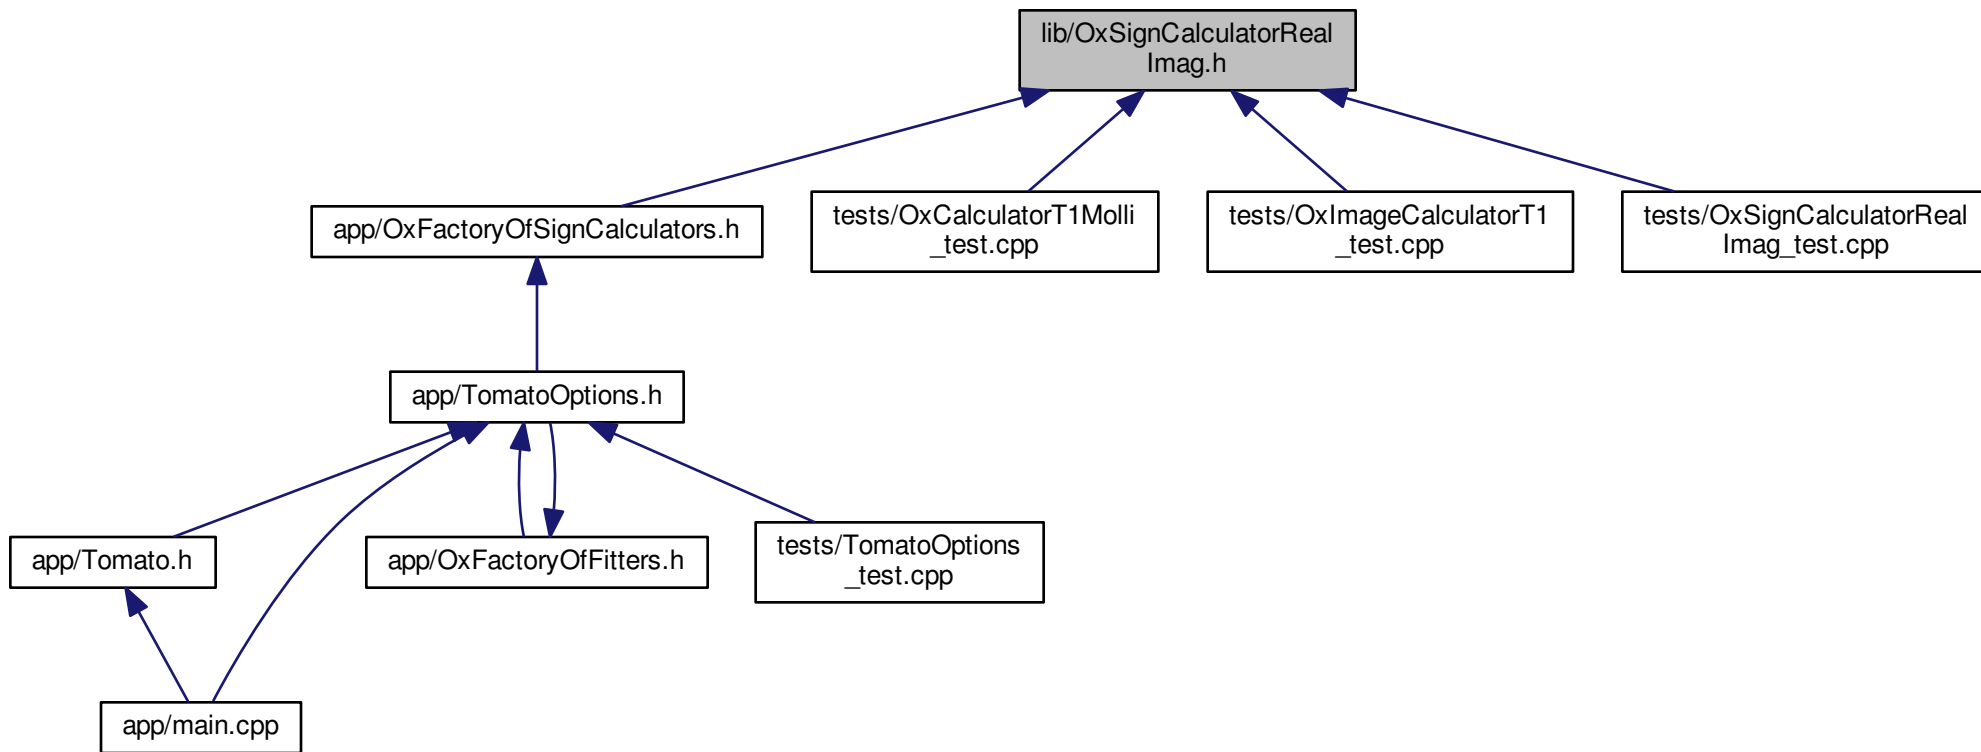 lib/OxSignCalculatorReal
Imag.h
app/OxFactoryOfSignCalculators.h
tests/OxCalculatorT1Molli
_test.cpp
tests/OxImageCalculatorT1
_test.cpp
tests/OxSignCalculatorReal
Imag_test.cpp
app/TomatoOptions.h
app/Tomato.h
app/OxFactoryOfFitters.h
tests/TomatoOptions
_test.cpp
app/main.cpp